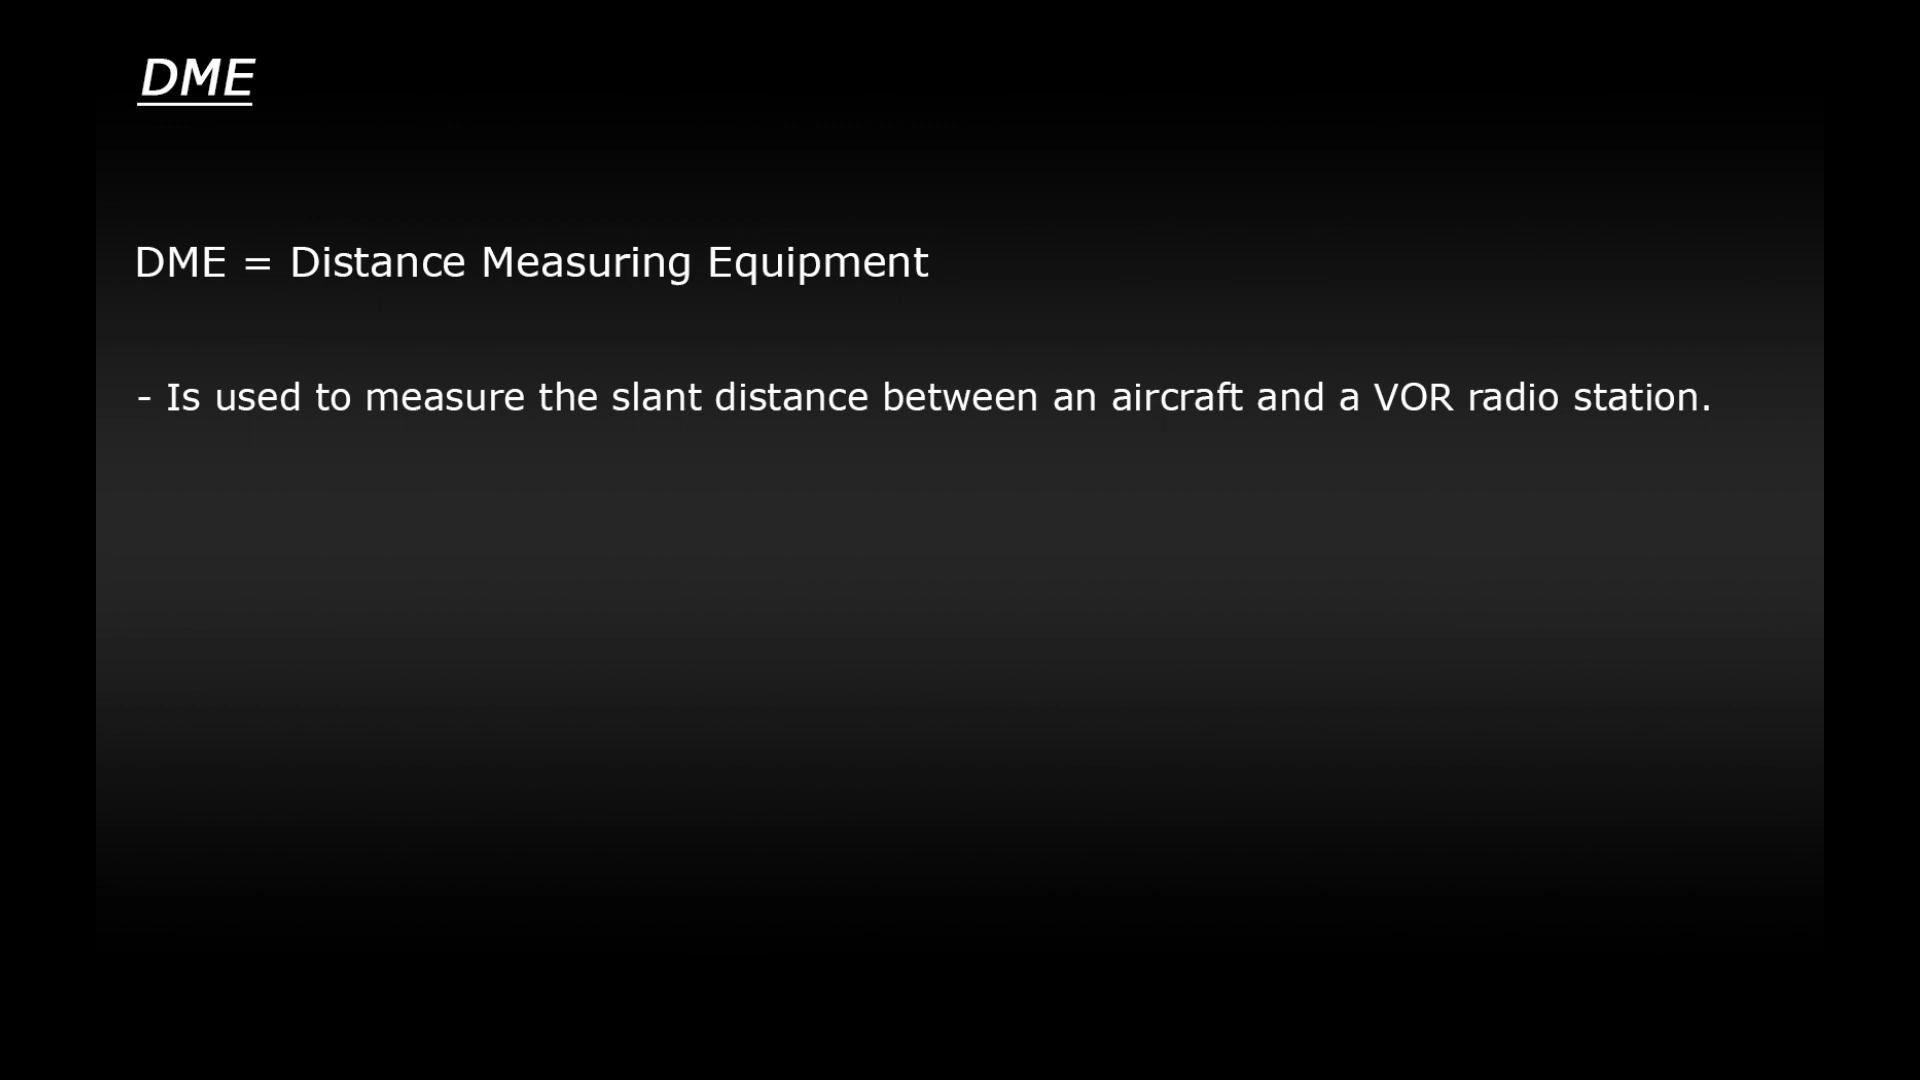 DME
DME = Distance Measuring Equipment
- Is used to measure the slant distance between an aircraft and a VOR radio station.